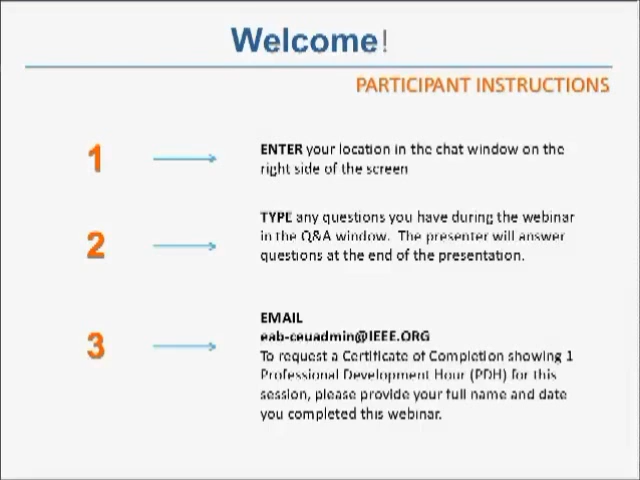 Welcome!
PARTICIPANT INSTRUCTIONS
1
ENTER your location in the chat window on the
right side of the screen
2
TYPE any questions you have during the webinar
in the Q&A window. The presenter will answer
questions at the end of the presentation.
3
EMAIL
eab-ceuadmin@IEEE.ORG
To request a Certificate of Completion showing 1
Professional Development Hour (PDH) for this
session, please provide your full name and date
you completed this webinar.